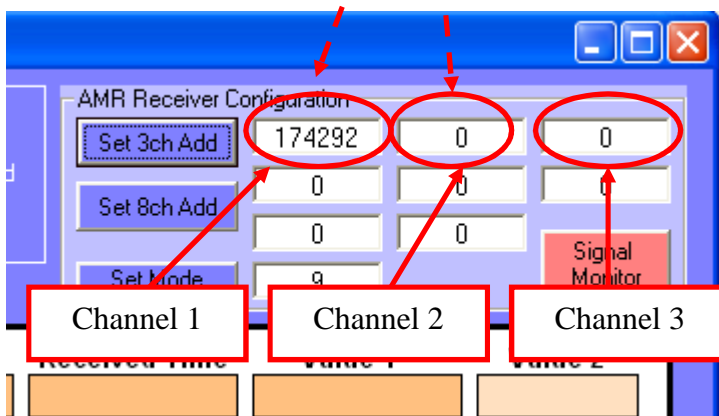 AMR Receiver Configuration
Set 3ch Add 174292 0 0
Set 8ch Add 0 0 0
0 0
Signal
Set Mode 9 Monitor
Channel 1 Channel 2 Channel 3
Received Time Value 1 Value 2